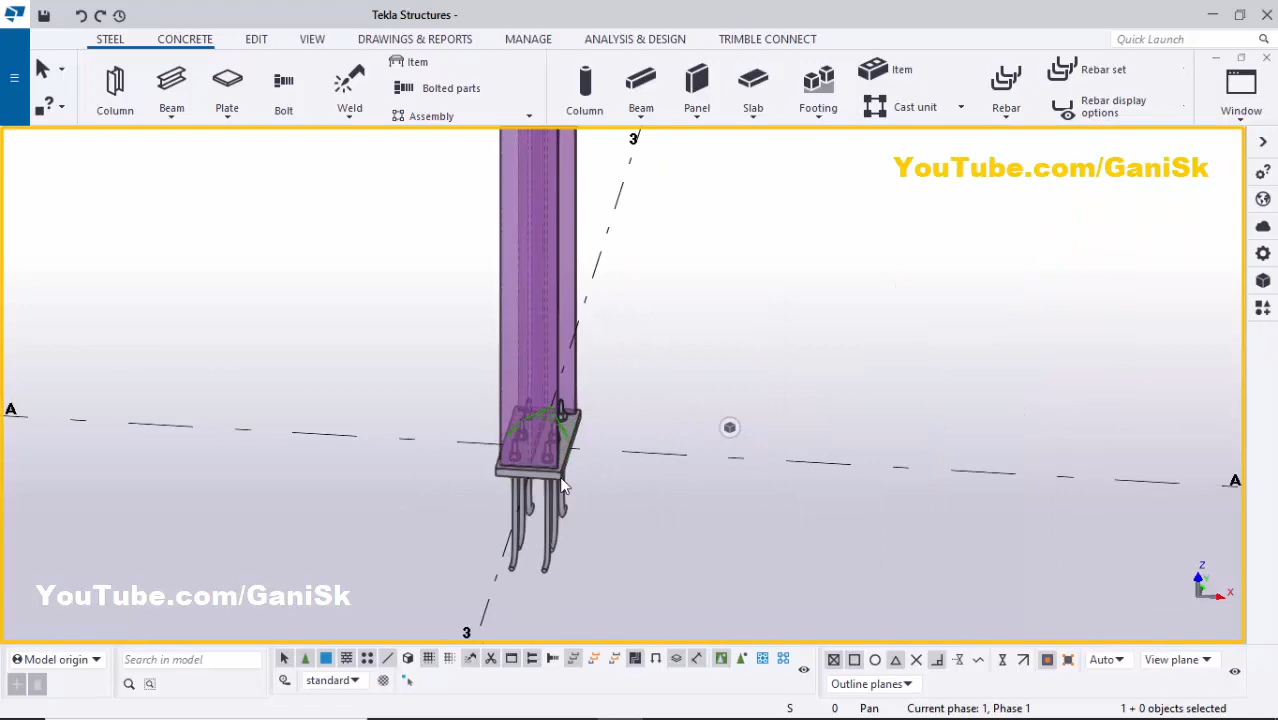 Tekla Structures -
STEEL CONCRETE EDIT VIEW DRAWINGS & REPORTS MANAGE ANALYSIS & DESIGN TRIMBLE CONNECT Quick Launch
Column Beam Plate Bolt Weld Item Bolted parts Assembly Column Beam Panel Slab Footing Item Cast unit Rebar Rebar set Rebar display options Window
3
YouTube.com/GaniSk
A
A
YouTube.com/GaniSk
Z
Y
X
3
Model origin Search in model Auto View plane
standard Outline planes
S 0 Pan Current phase: 1, Phase 1 1 + 0 objects selected